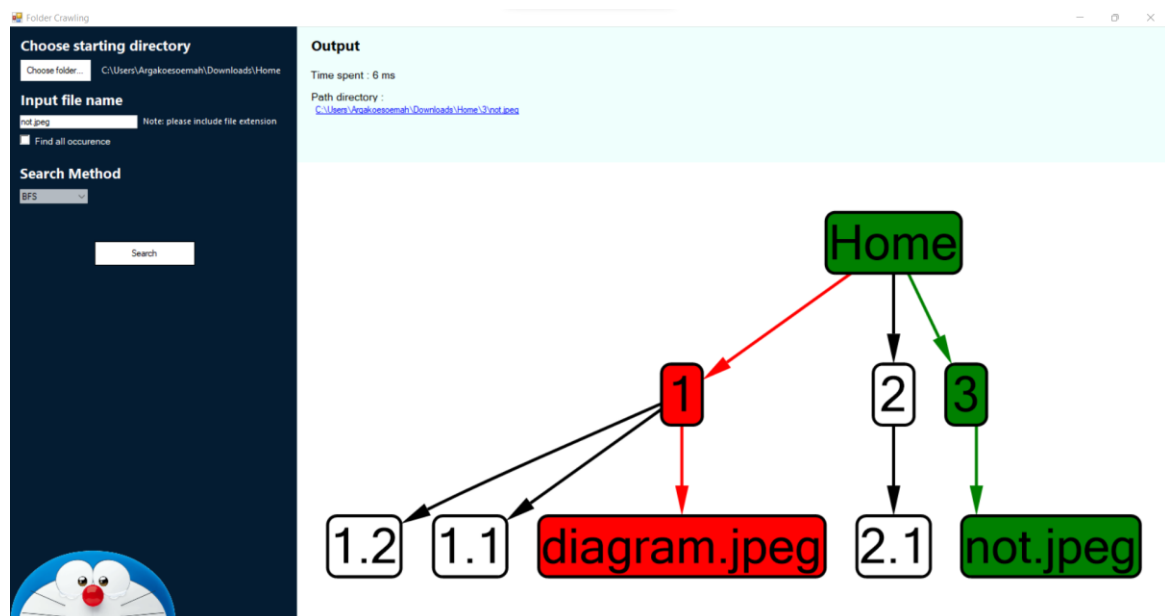 Folder Crawling
Choose starting directory
Choose folder... C:\Users\Argakoesoemah\Downloads\Home
Input file name
not.jpeg Note: please include file extension
Find all occurence
Search Method
BFS
Search
Output
Time spent : 6 ms
Path directory :
C:\Users\Argakoesoemah\Downloads\Home\3\not.jpeg
Home
1 2 3
1.2 1.1 diagram.jpeg 2.1 not.jpeg